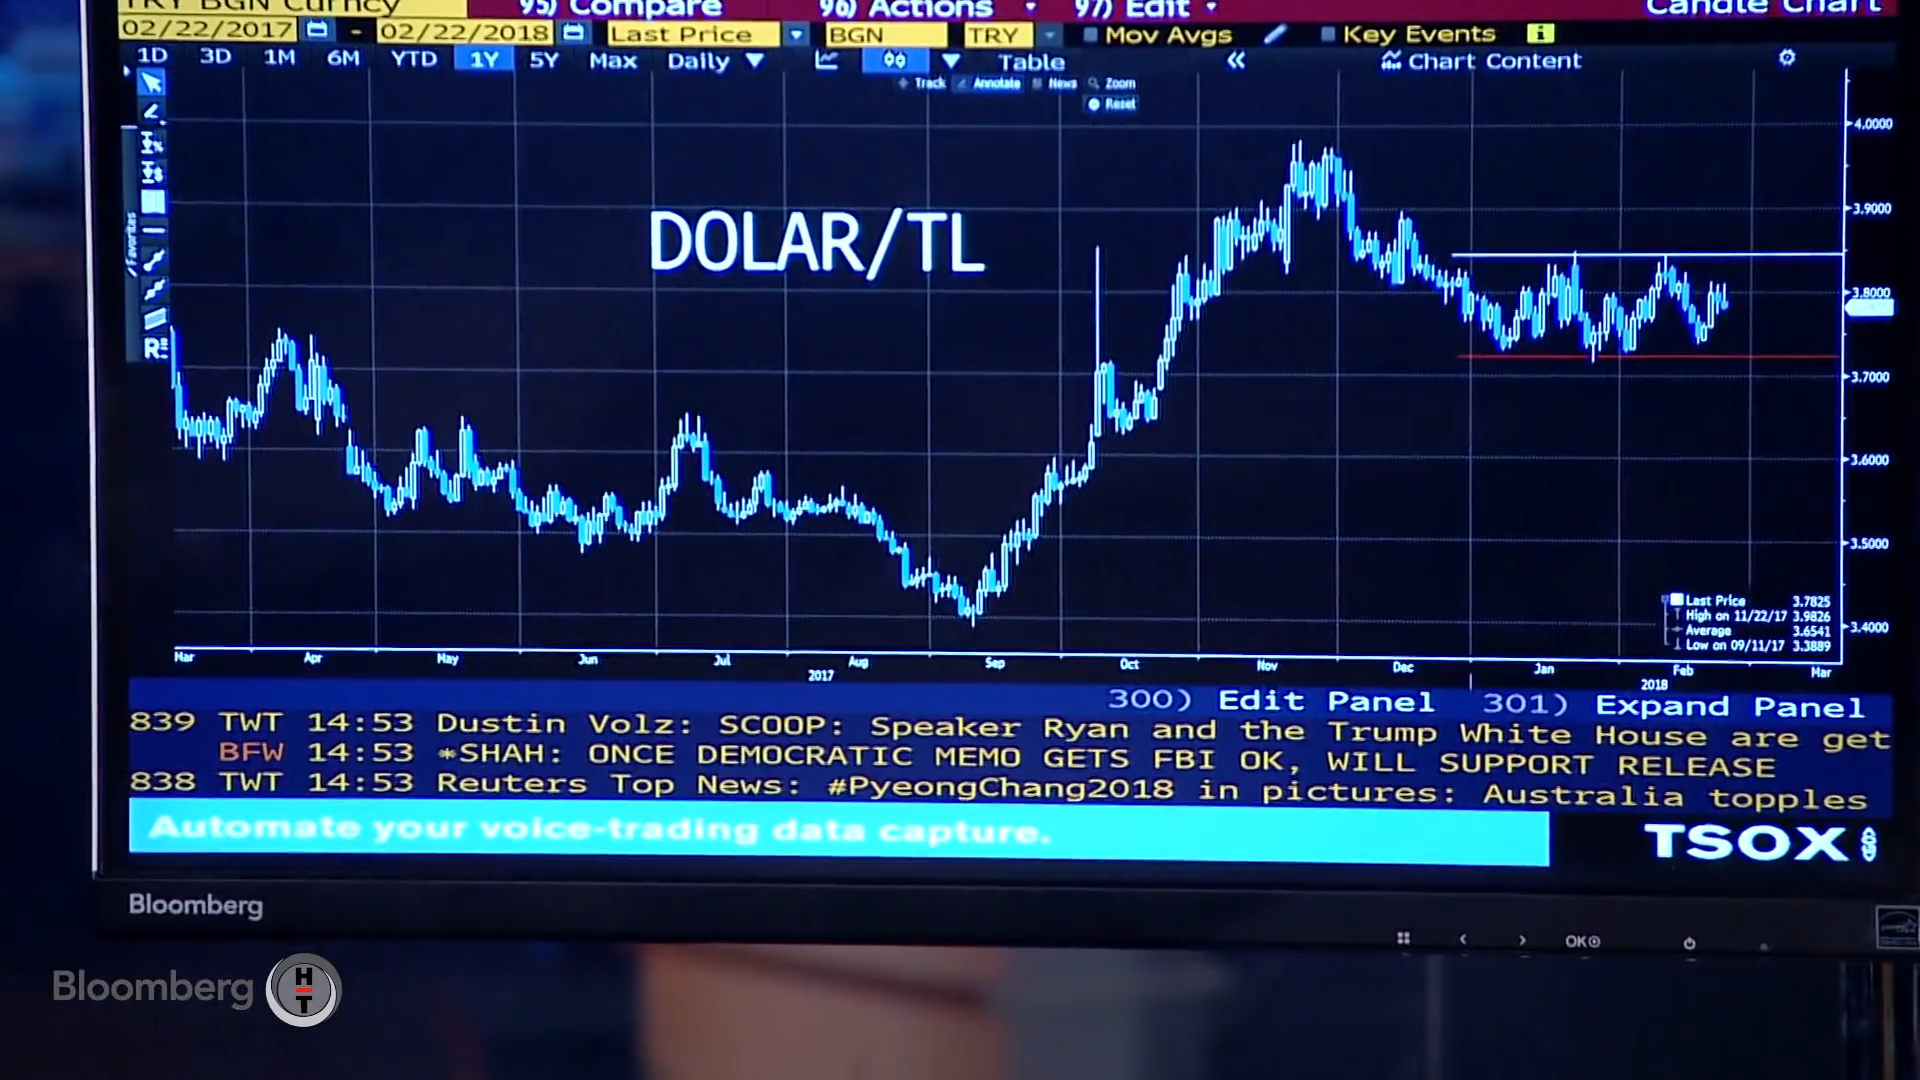 TRY BGN Curncy 95) Compare 96) Actions 97) Edit Candle Chart
02/22/2017 - 02/22/2018 Last Price BGN TRY Mov Avgs Key Events
1D 3D 1M 6M YTD 1Y 5Y Max Daily Table « Chart Content
Track Annotate News Zoom
Reset
Favorites
DOLAR/TL
4.0000
3.9000
3.8000
3.7000
3.6000
3.5000
3.4000
Last Price 3.7825
High on 11/22/17 3.9826
Average 3.6541
Low on 09/11/17 3.3889
Mar Apr May Jun Jul Aug Sep Oct Nov Dec Jan Feb Mar
2017 2018
300) Edit Panel 301) Expand Panel
839 TWT 14:53 Dustin Volz: SCOOP: Speaker Ryan and the Trump White House are get
BFW 14:53 *SHAH: ONCE DEMOCRATIC MEMO GETS FBI OK, WILL SUPPORT RELEASE
838 TWT 14:53 Reuters Top News: #PyeongChang2018 in pictures: Australia topples
Automate your voice-trading data capture.
TSOX
Bloomberg
OK
Bloomberg HT